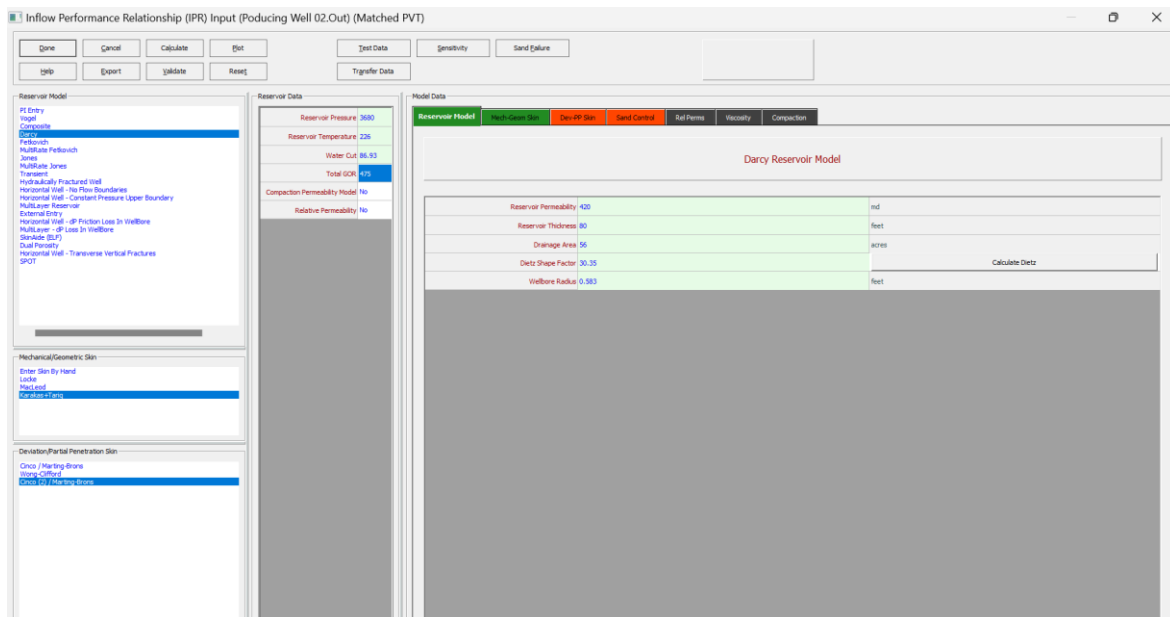 Inflow Performance Relationship (IPR) Input (Poducing Well 02.Out) (Matched PVT)
Done Cancel Calculate Plot Test Data Sensitivity Sand Failure
Help Export Validate Reset Transfer Data
Reservoir Model
PI Entry
Vogel
Composite
Darcy
Fetkovich
MultiRate Fetkovich
Jones
MultiRate Jones
Transient
Hydraulically Fractured Well
Horizontal Well - No Flow Boundaries
Horizontal Well - Constant Pressure Upper Boundary
MultiLayer Reservoir
External Entry
Horizontal Well - dP Friction Loss In WellBore
MultiLayer - dP Loss In WellBore
SkinAide (ELF)
Dual Porosity
Horizontal Well - Transverse Vertical Fractures
SPOT
Mechanical/Geometric Skin
Enter Skin By Hand
Locke
MacLeod
Karakas+Tariq
Deviation/Partial Penetration Skin
Cinco / Marting-Brons
Wong-Clifford
Cinco (2) / Marting-Brons
Reservoir Data
Reservoir Pressure 3680
Reservoir Temperature 226
Water Cut 86.93
Total GOR 475
Compaction Permeability Model No
Relative Permeability No
Model Data
Reservoir Model Mech-Geom Skin Dev-PP Skin Sand Control Rel Perms Viscosity Compaction
Darcy Reservoir Model
Reservoir Permeability 420 md
Reservoir Thickness 80 feet
Drainage Area 56 acres
Dietz Shape Factor 30.35 Calculate Dietz
Wellbore Radius 0.583 feet